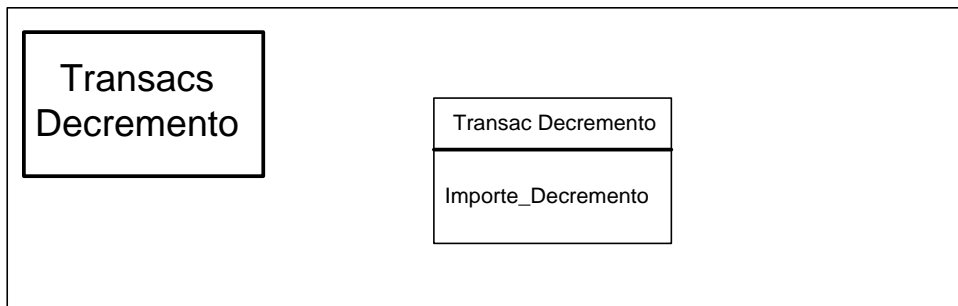 Transacs
Decremento
Transac Decremento
Importe_Decremento